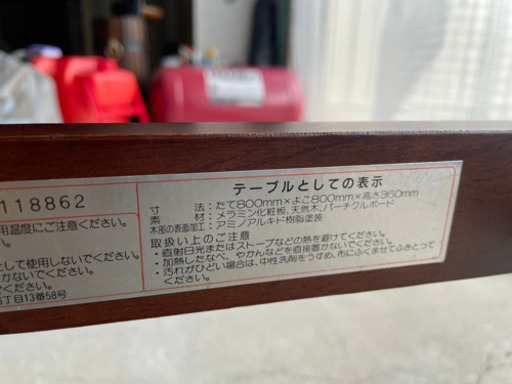 118862
用温度にご注意ください。
ださい。
として使用しないでください。
かないでください。
てください。
丁目13番58号
テーブルとしての表示
寸 法：たて800mm×よこ800mm×高さ360mm
素 材：メラミン化粧板、天然木、パーチクルボード
木部の表面加工：アミノアルキド樹脂塗装
取扱い上のご注意
・直射日光またはストーブなどの熱を避けてください。
・加熱したなべ、やかんなどを直接置かないでください。
・汚れがひどい場合は、中性洗剤をうすめ、布にふくませてふきとって
ください。